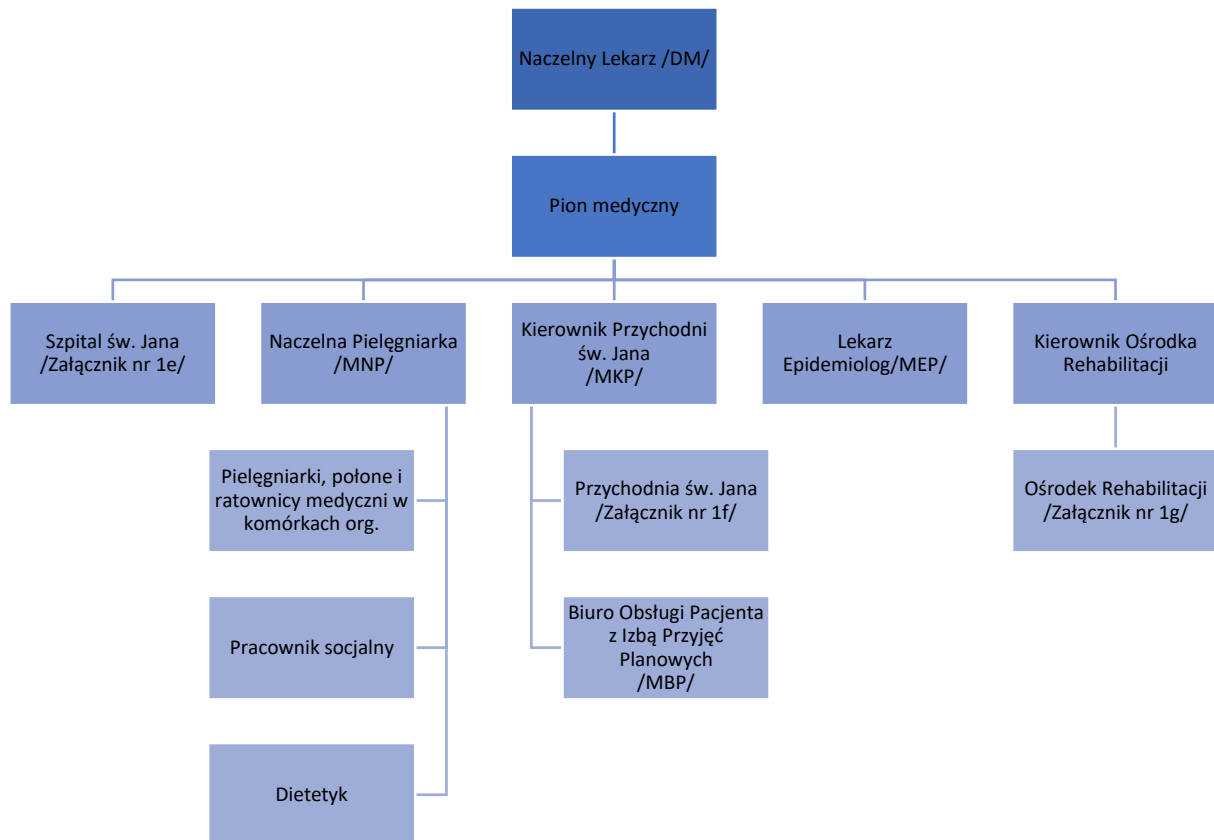 Naczelny Lekarz /DM/
Pion medyczny
Szpital św. Jana
/Załącznik nr 1e/
Naczelna Pielęgniarka
/MNP/
Kierownik Przychodni
św. Jana
/MKP/
Lekarz
Epidemiolog/MEP/
Kierownik Ośrodka
Rehabilitacji
Pielęgniarki, połone i
ratownicy medyczni w
komórkach org.
Przychodnia św. Jana
/Załącznik nr 1f/
Ośrodek Rehabilitacji
/Załącznik nr 1g/
Pracownik socjalny
Biuro Obsługi Pacjenta
z Izbą Przyjęć
Planowych
/MBP/
Dietetyk